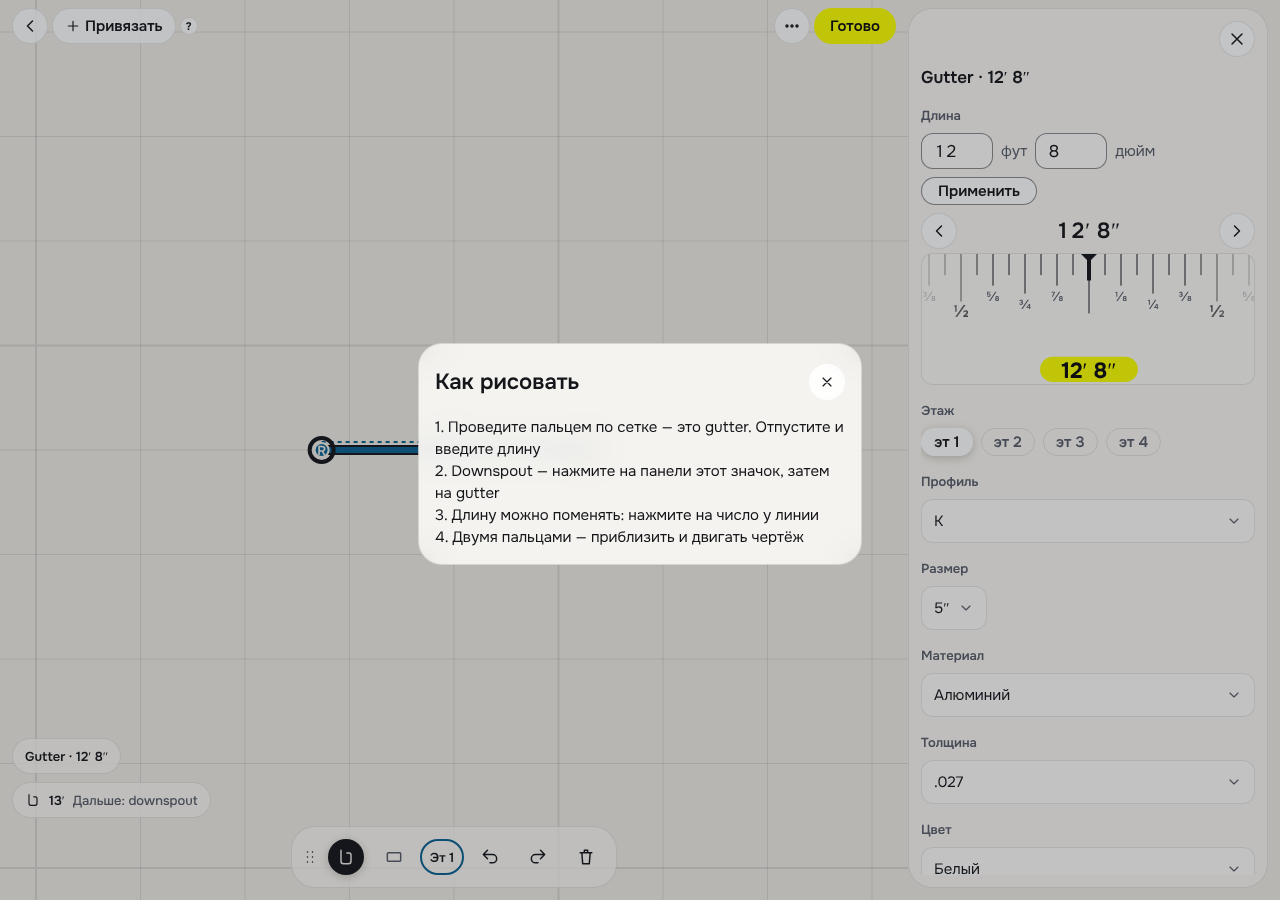 Привязать
?
Готово
Gutter · 12′ 8″
Длина
12 фут 8 дюйм
Применить
12′ 8″
⅜ ½ ⅝ ¾ ⅞ ⅛ ¼ ⅜ ½ ⅝
12′ 8″
Этаж
эт 1 эт 2 эт 3 эт 4
Профиль
K
Размер
5″
Материал
Алюминий
Толщина
.027
Цвет
Белый
R
Как рисовать
1. Проведите пальцем по сетке — это gutter. Отпустите и
введите длину
2. Downspout — нажмите на панели этот значок, затем
на gutter
3. Длину можно поменять: нажмите на число у линии
4. Двумя пальцами — приблизить и двигать чертёж
Gutter · 12′ 8″
13′ Дальше: downspout
Эт 1